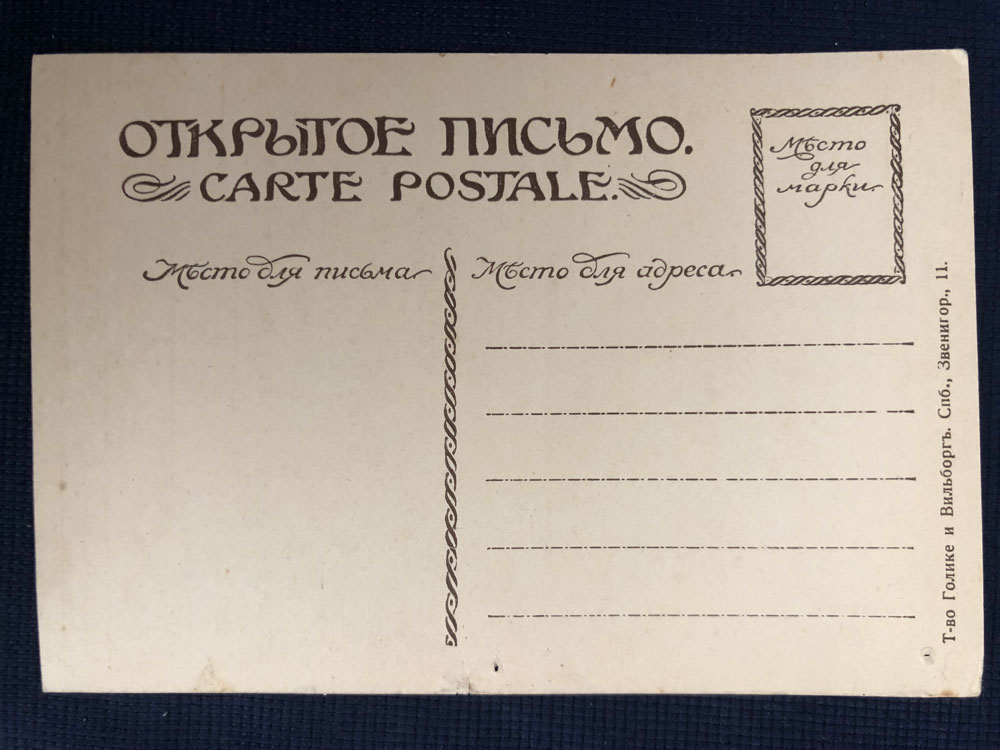 ОТКРЫТОЕ ПИСЬМО.
CARTE POSTALE.
Мѣсто
для
марки
Мѣсто для письма
Мѣсто для адреса
Т-во Голике и Вильборгъ. Спб., Звенигор., 11.